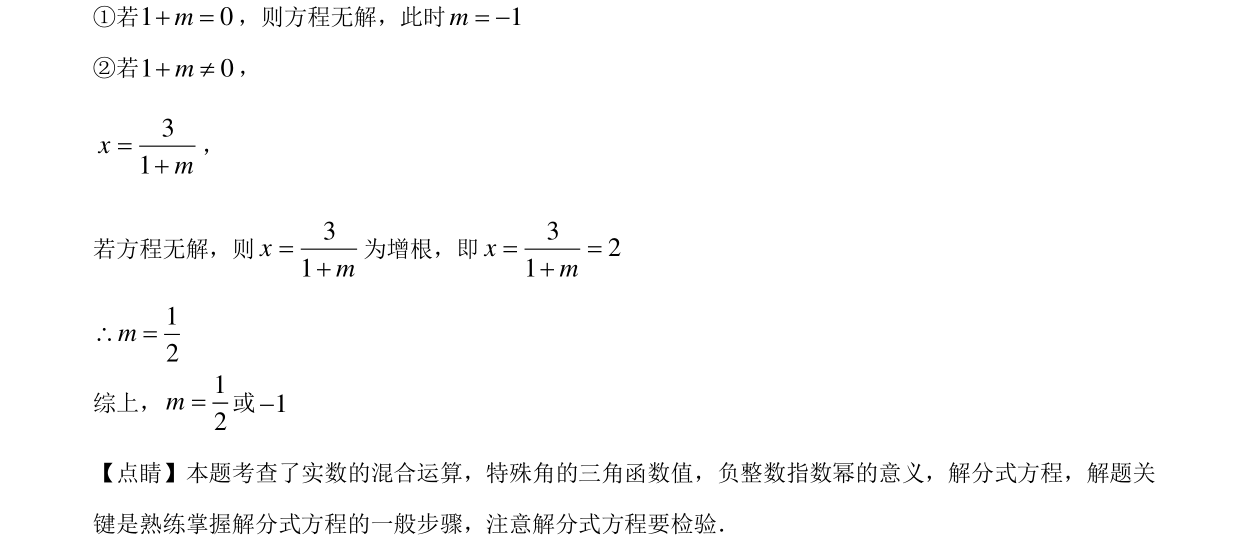 ①若1+m=0，则方程无解，此时m=−1
②若1+m≠0，
x=\frac{3}{1+m}，
若方程无解，则x=\frac{3}{1+m}为增根，即x=\frac{3}{1+m}=2
∴m=\frac{1}{2}
综上，m=\frac{1}{2}或−1
【点睛】本题考查了实数的混合运算，特殊角的三角函数值，负整数指数幂的意义，解分式方程，解题关
键是熟练掌握解分式方程的一般步骤，注意解分式方程要检验．